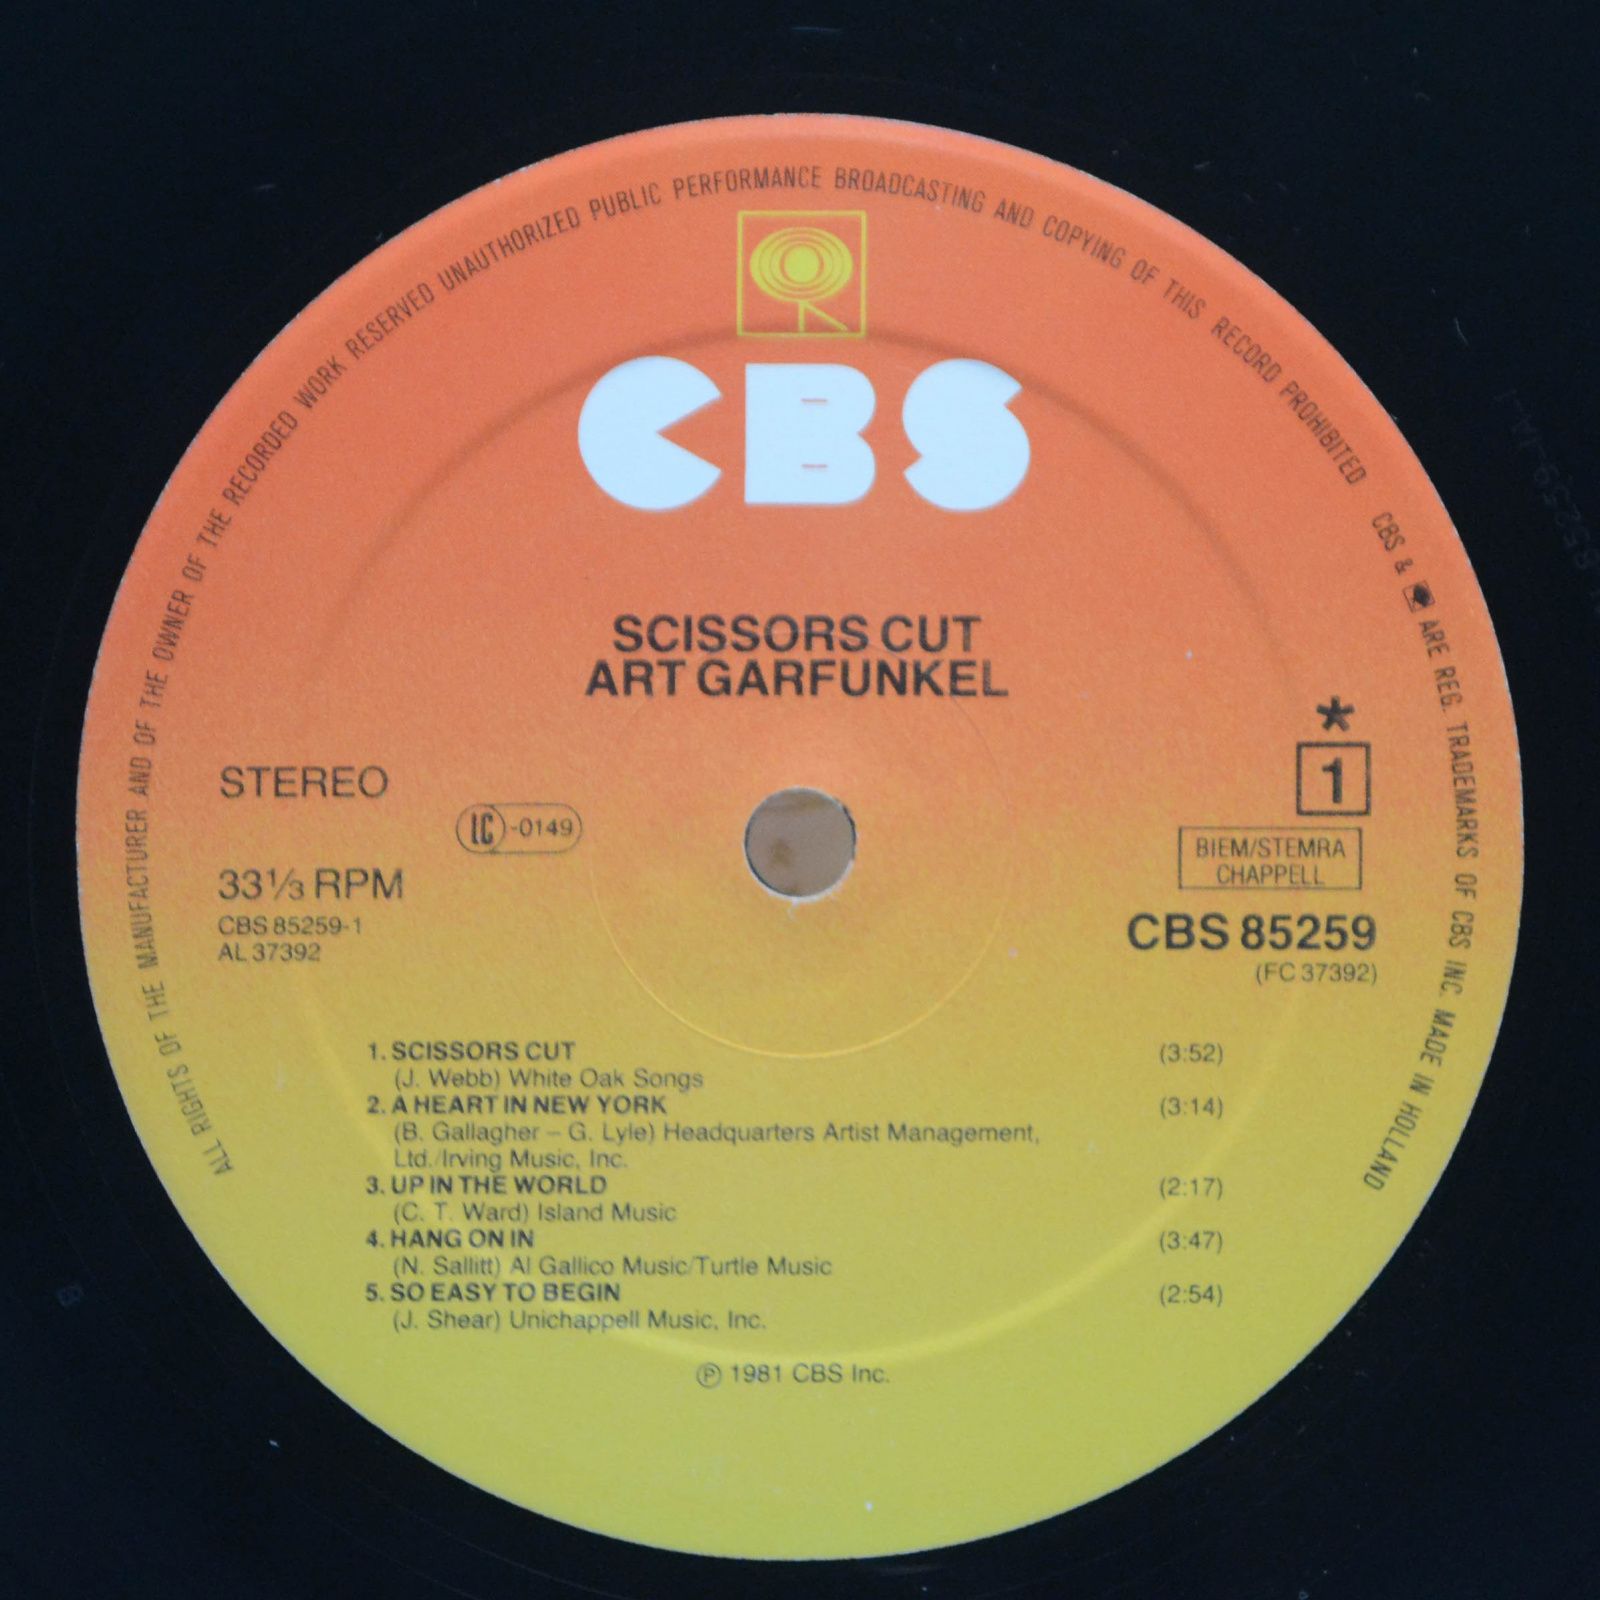 ALL RIGHTS OF THE MANUFACTURER AND OF THE OWNER OF THE RECORDED WORK RESERVED UNAUTHORIZED PUBLIC PERFORMANCE BROADCASTING AND COPYING OF THIS RECORD PROHIBITED CBS & ARE REG. TRADEMARKS OF CBS INC. MADE IN HOLLAND
CBS
SCISSORS CUT
ART GARFUNKEL
STEREO
LC -0149
33⅓ RPM
CBS 85259-1
AL 37392
*
1
BIEM/STEMRA
CHAPPELL
CBS 85259
(FC 37392)
1. SCISSORS CUT (3:52)
(J. Webb) White Oak Songs
2. A HEART IN NEW YORK (3:14)
(B. Gallagher – G. Lyle) Headquarters Artist Management,
Ltd./Irving Music, Inc.
3. UP IN THE WORLD (2:17)
(C. T. Ward) Island Music
4. HANG ON IN (3:47)
(N. Sallitt) Al Gallico Music/Turtle Music
5. SO EASY TO BEGIN (2:54)
(J. Shear) Unichappell Music, Inc.
℗ 1981 CBS Inc.